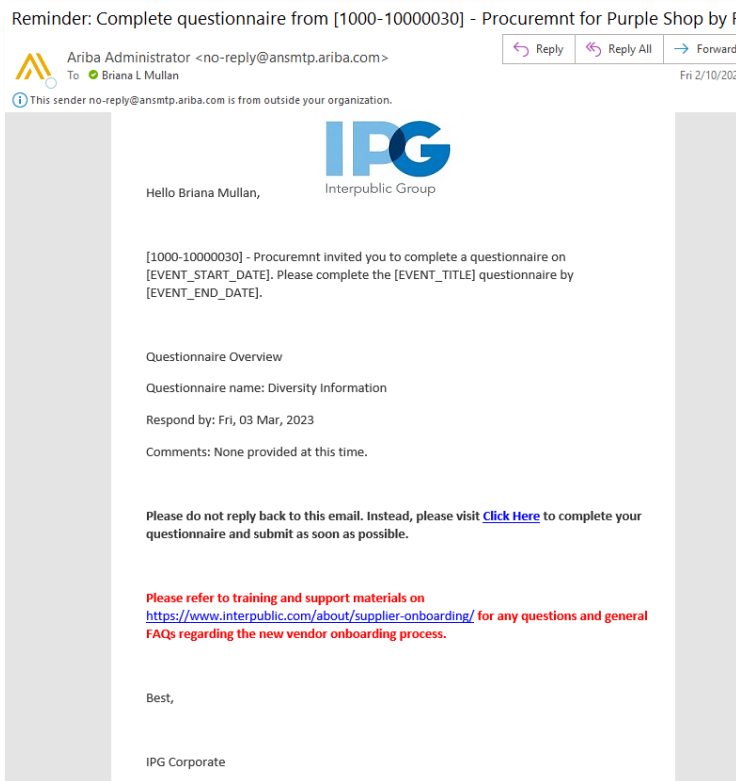 Reminder: Complete questionnaire from [1000-10000030] - Procuremnt for Purple Shop by
Ariba Administrator <no-reply@ansmtp.ariba.com>
Reply
Reply All
Forward
To Briana L Mullan
Fri 2/10/202
This sender no-reply@ansmtp.ariba.com is from outside your organization.
IPG
Interpublic Group
Hello Briana Mullan,
[1000-10000030] - Procuremnt invited you to complete a questionnaire on
[EVENT_START_DATE]. Please complete the [EVENT_TITLE] questionnaire by
[EVENT_END_DATE].
Questionnaire Overview
Questionnaire name: Diversity Information
Respond by: Fri, 03 Mar, 2023
Comments: None provided at this time.
Please do not reply back to this email. Instead, please visit Click Here to complete your
questionnaire and submit as soon as possible.
Please refer to training and support materials on
https://www.interpublic.com/about/supplier-onboarding/ for any questions and general
FAQs regarding the new vendor onboarding process.
Best,
IPG Corporate